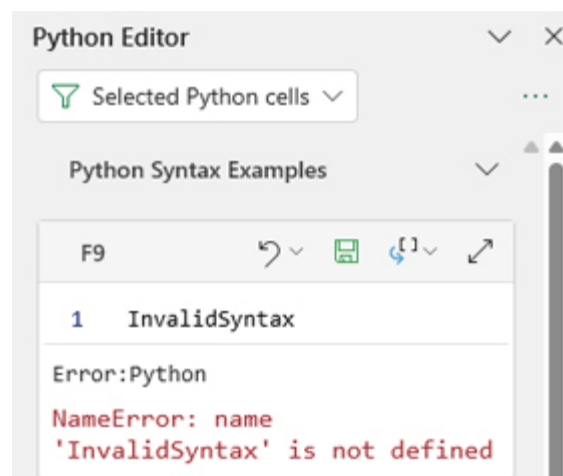 Python Editor
Selected Python cells
Python Syntax Examples
F9
1 InvalidSyntax
Error:Python
NameError: name
'InvalidSyntax' is not defined